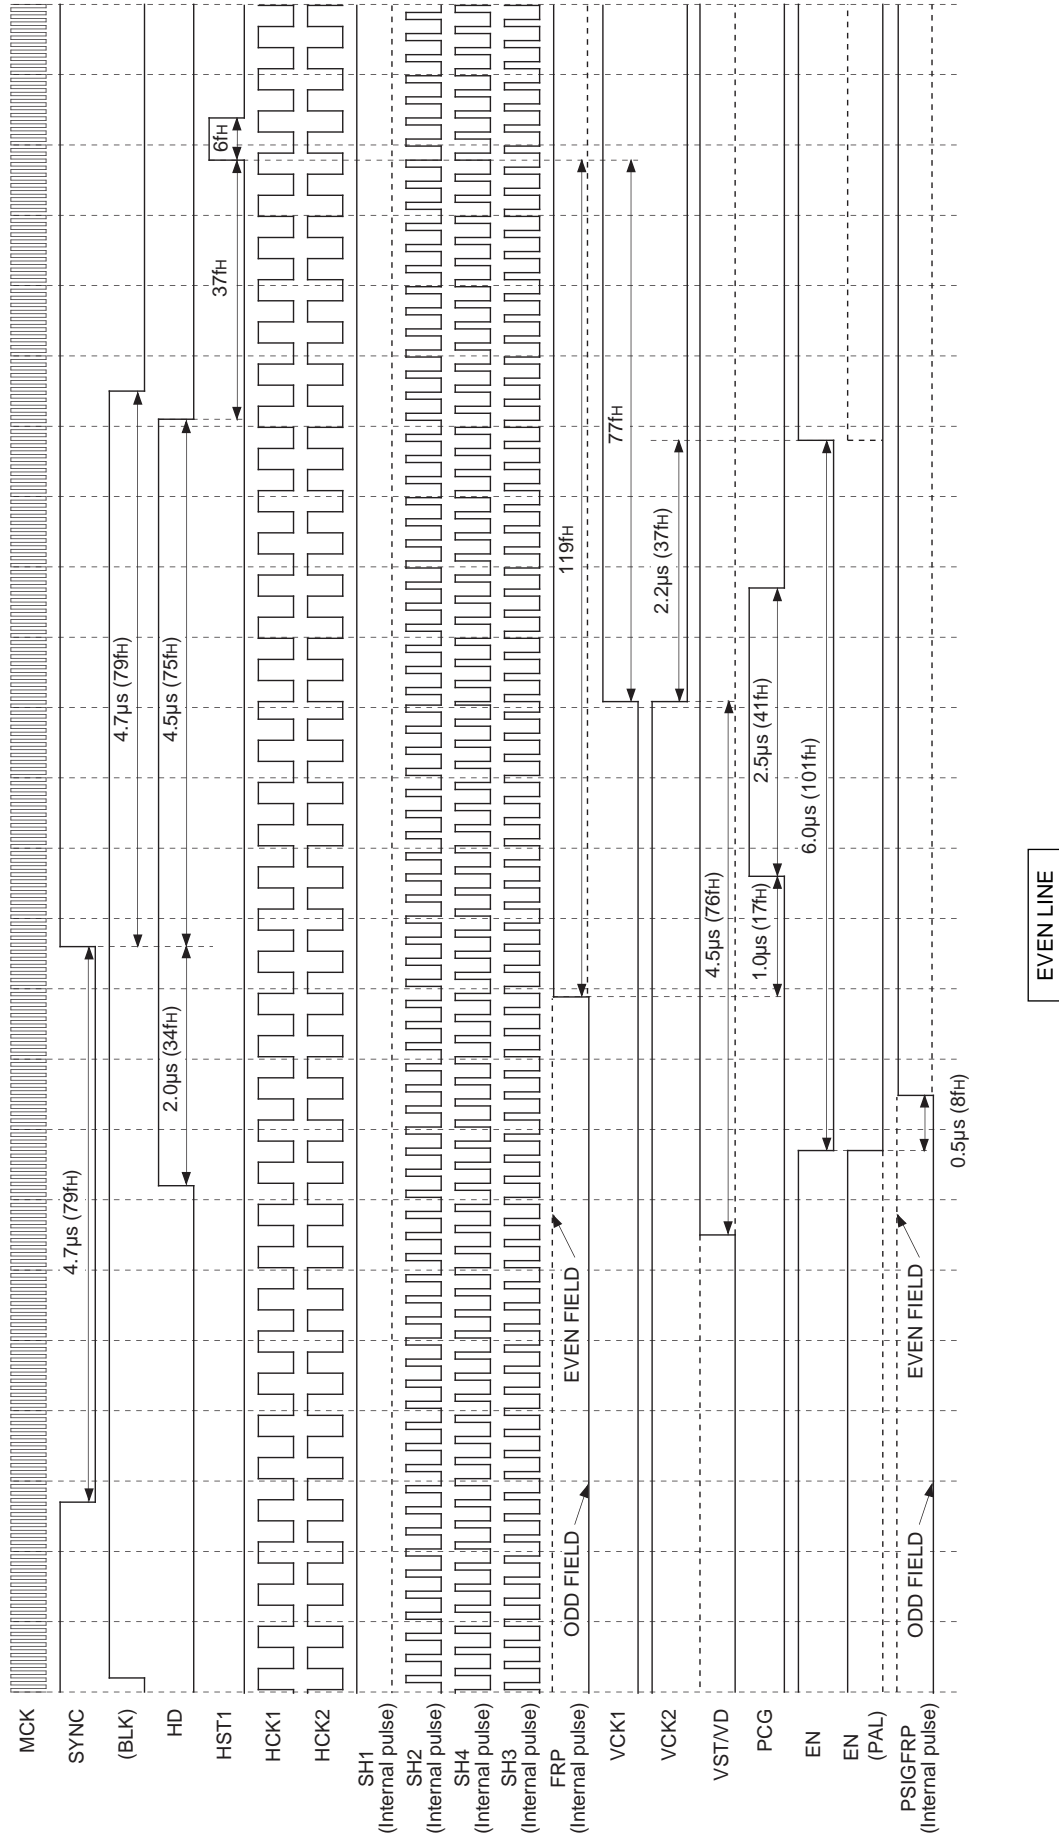 MCK
SYNC
(BLK)
HD
HST1
HCK1
HCK2
SH1
(Internal pulse)
SH2
(Internal pulse)
SH4
(Internal pulse)
SH3
(Internal pulse)
FRP
(Internal pulse)
VCK1
VCK2
VST/VD
PCG
EN
EN
(PAL)
PSIGFRP
(Internal pulse)
4.7µs (79fH)
4.7µs (79fH)
2.0µs (34fH)
4.5µs (75fH)
37fH
6fH
ODD FIELD
EVEN FIELD
119fH
77fH
2.2µs (37fH)
4.5µs (76fH)
1.0µs (17fH)
2.5µs (41fH)
6.0µs (101fH)
ODD FIELD
EVEN FIELD
0.5µs (8fH)
EVEN LINE